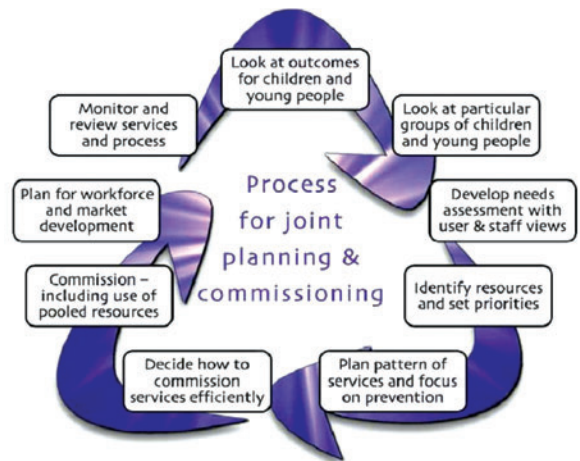 Look at outcomes
for children and
young people
Look at particular
groups of children
and young people
Develop needs
assessment with
user & staff views
Identify resources
and set priorities
Plan pattern of
services and focus
on prevention
Decide how to
commission
services efficiently
Commission –
including use of
pooled resources
Plan for workforce
and market
development
Monitor and
review services
and process
Process
for joint
planning &
commissioning